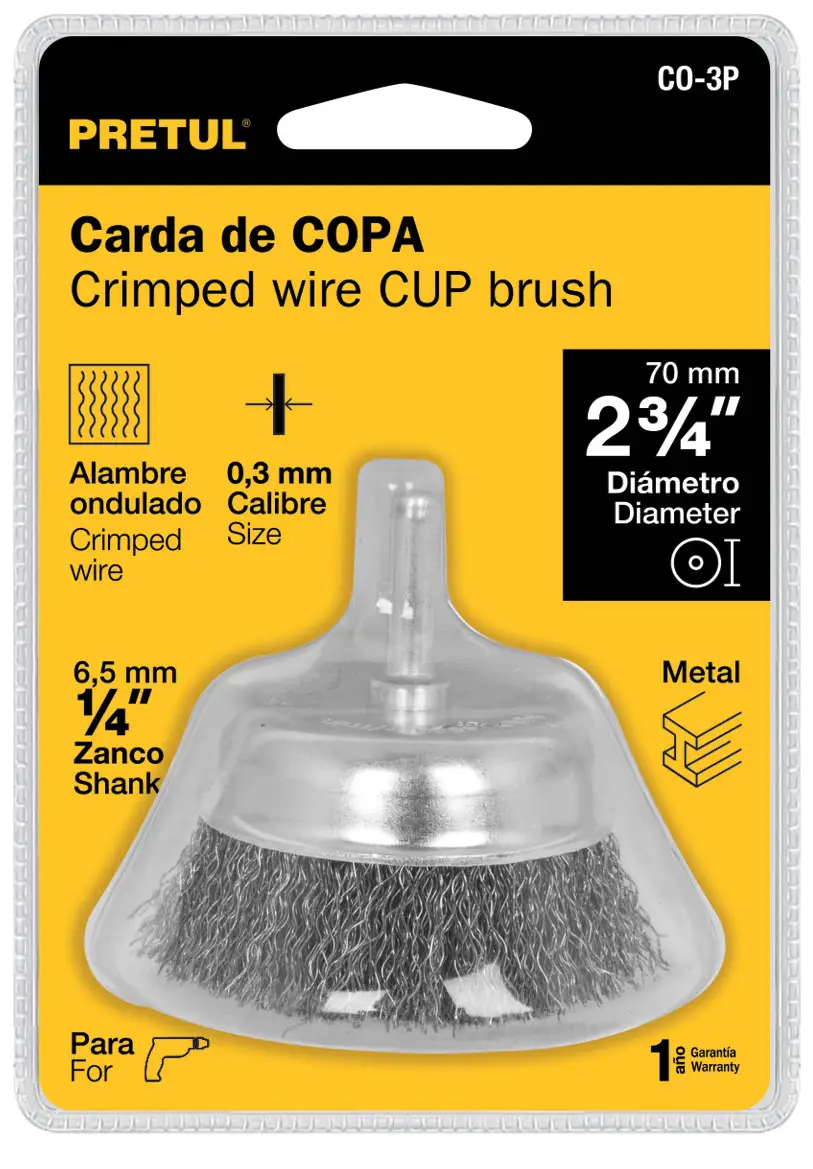 CO-3P
PRETUL®
Carda de COPA
Crimped wire CUP brush
70 mm
2¾"
Diámetro
Diameter
Alambre
ondulado
Crimped
wire
0,3 mm
Calibre
Size
6,5 mm
¼"
Zanco
Shank
Metal
Para
For
1 año Garantía
Warranty